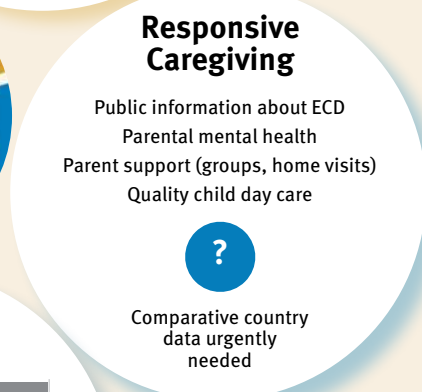 Responsive
Caregiving
Public information about ECD
Parental mental health
Parent support (groups, home visits)
Quality child day care
?
Comparative country
data urgently
needed